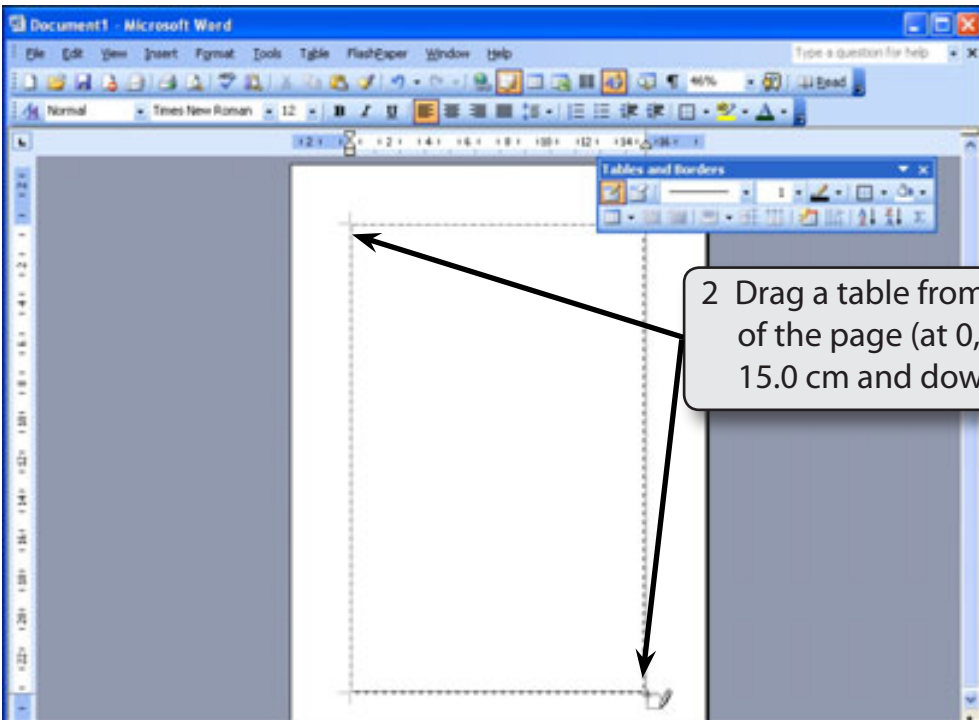 Document1 - Microsoft Word
File Edit View Insert Format Tools Table FlashPaper Window Help Type a question for help
46% Read
Normal Times New Roman 12 B I U
Tables and Borders
1
2 Drag a table from
of the page (at 0,
15.0 cm and dow